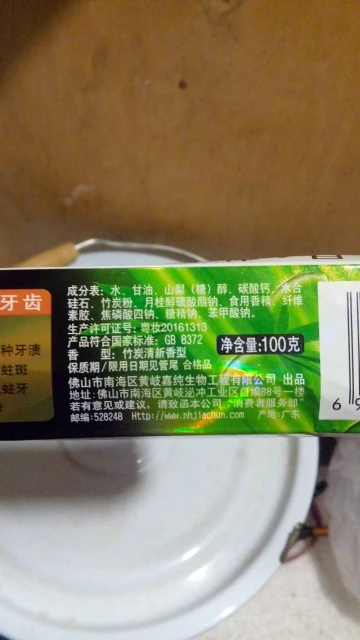 牙齿
种牙渍
蛀斑
蛀牙
成分表：水、甘油、山梨（糖）醇、碳酸钙、水合
硅石、竹炭粉、月桂醇硫酸酯钠、食用香精、纤维
素胶、焦磷酸四钠、糖精钠、苯甲酸钠。
生产许可证号：粤妆20161313
产品符合国家标准：GB 8372
香 型：竹炭清新香型
保质期/限用日期见管尾 合格品
净含量:100克
佛山市南海区黄岐嘉纯生物工程有限公司 出品
地址:佛山市南海区黄岐泌冲工业区自编88号一楼
若有意见或建议，请致函本公司“消费者服务部”
邮编:528248 Http://www.nhjiachun.com 产地:广东
6 9